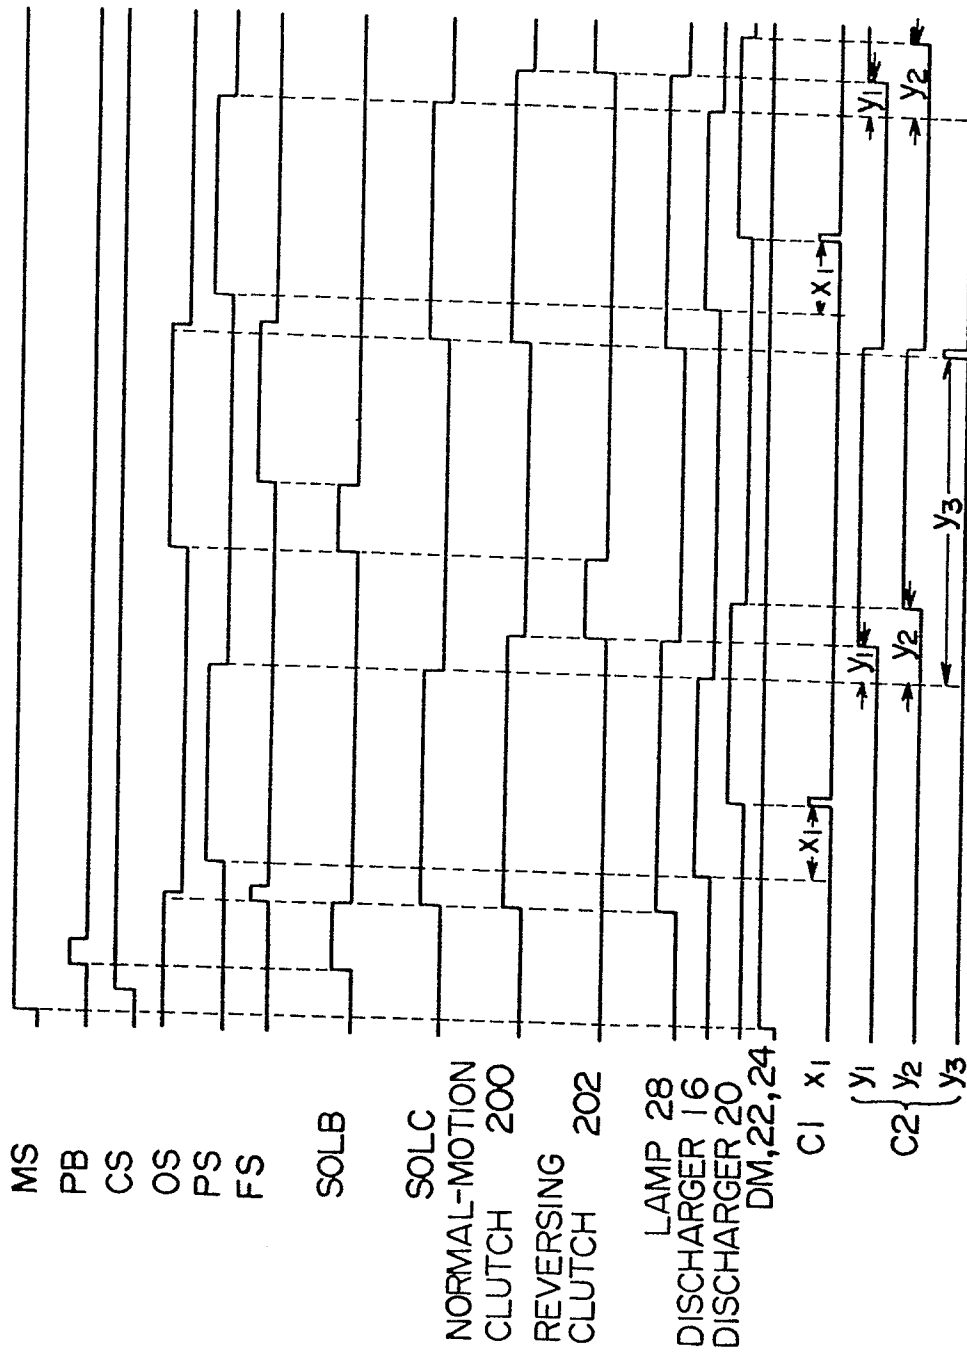 MS
PB
CS
OS
PS
FS
SOLB
SOLC
NORMAL-MOTION
CLUTCH 200
REVERSING
CLUTCH 202
LAMP 28
DISCHARGER 16
DISCHARGER 20
DM, 22, 24
C1 x1
C2 { y1
y2
y3
x1
y1
y2
y3
x1
y1
y2